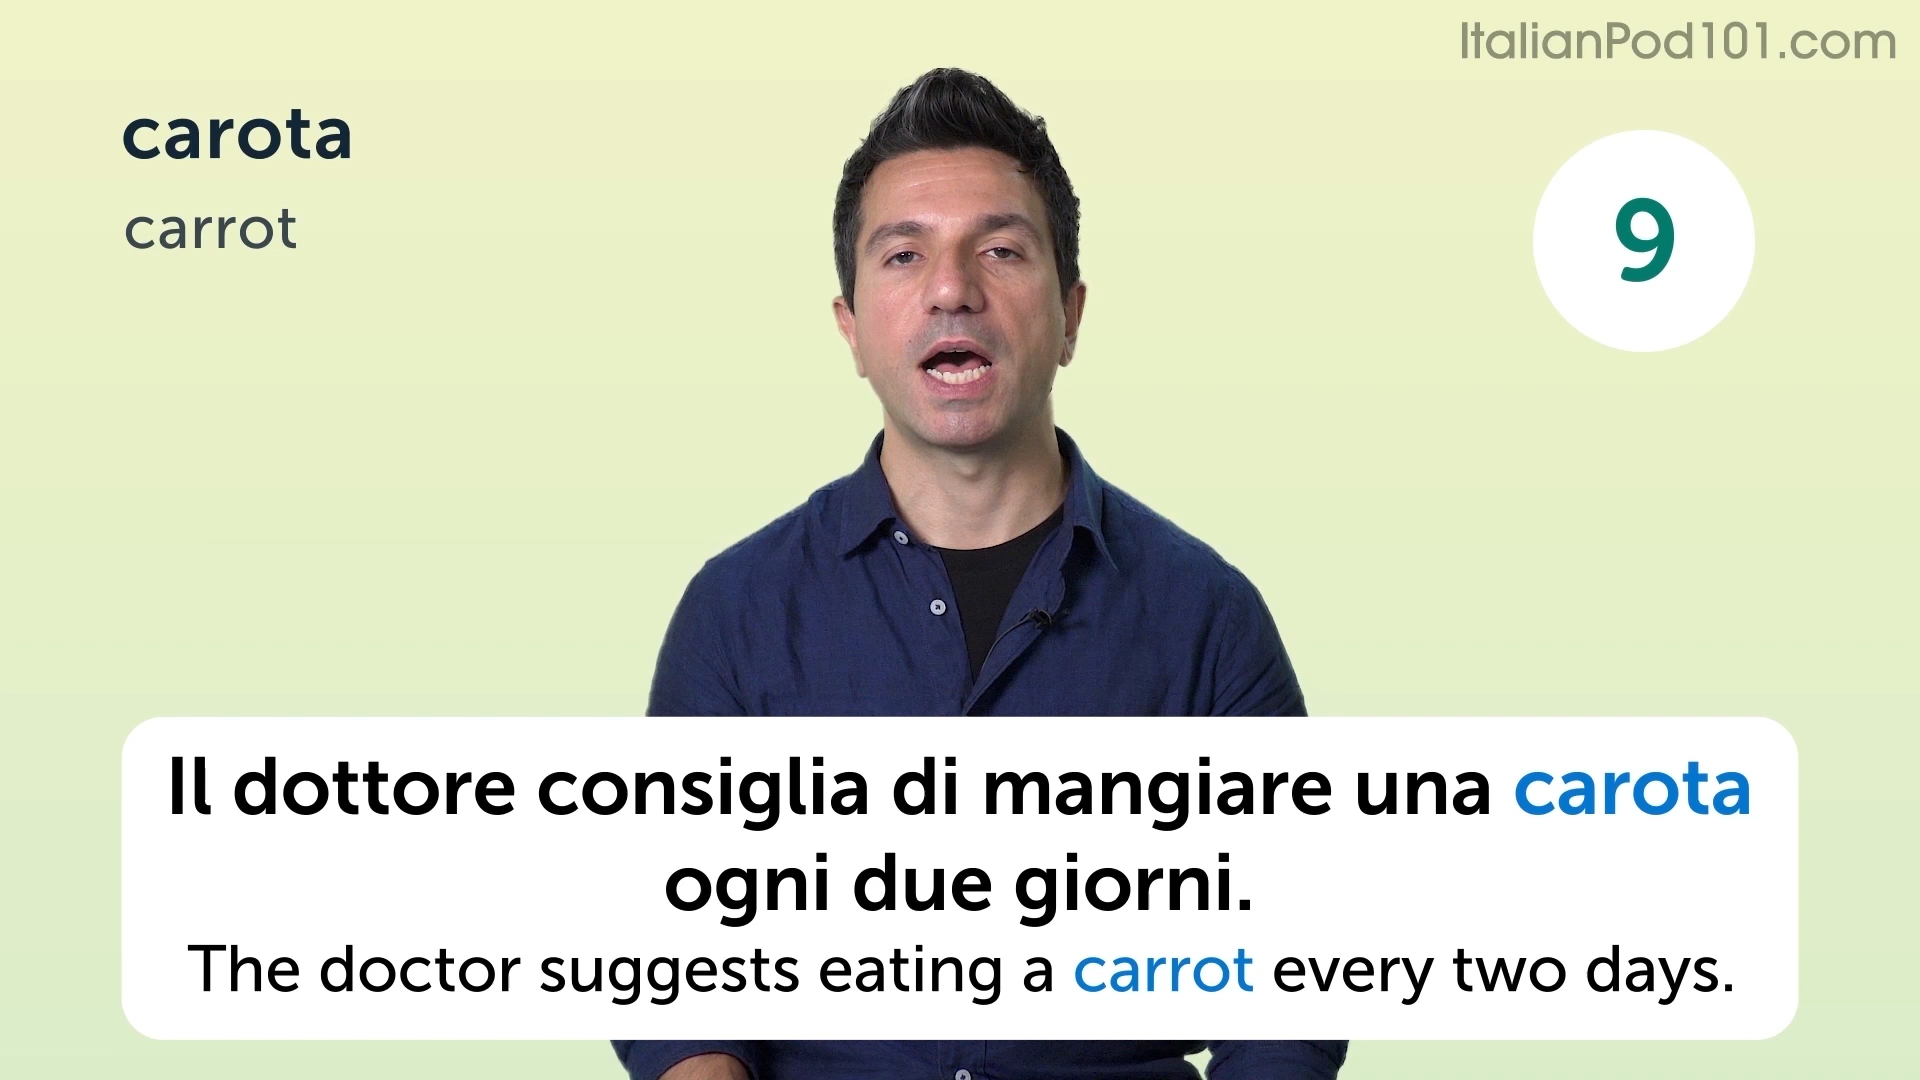 ItalianPod101.com
carota
carrot
9
Il dottore consiglia di mangiare una carota
ogni due giorni.
The doctor suggests eating a carrot every two days.